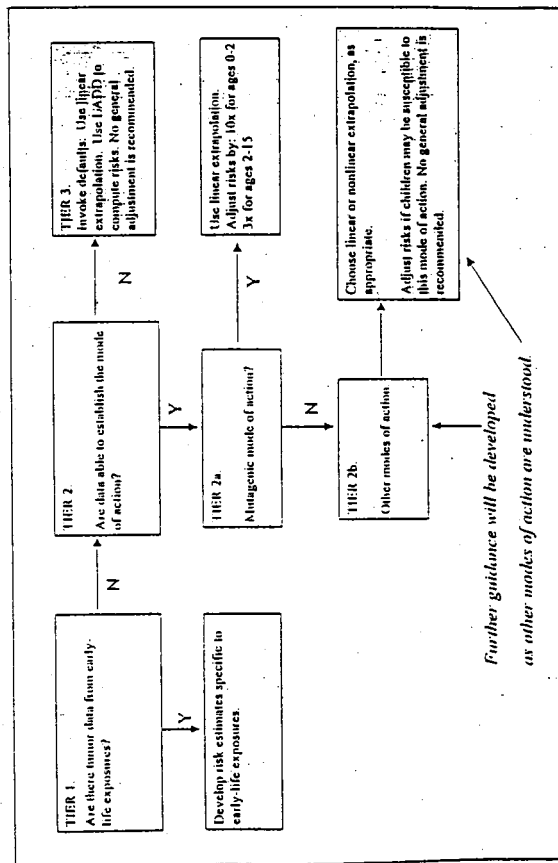 TIER 1.
Are there tumor data from early-
life exposures?
N
Y
Develop risk estimates specific to
early-life exposures.
TIER 2.
Are data able to establish the mode
of action?
N
Y
TIER 3.
Invoke defaults: Use linear
extrapolation. Use LADD to
compute risks. No general
adjustment is recommended.
TIER 2a.
Mutagenic mode of action?
Y
N
Use linear extrapolation.
Adjust risks by: 10x for ages 0-2
3x for ages 2-15
TIER 2b.
Other modes of action.
Choose linear or nonlinear extrapolation, as
appropriate.
Adjust risks if children may be susceptible to
this mode of action. No general adjustment is
recommended.
Further guidance will be developed
as other modes of action are understood.